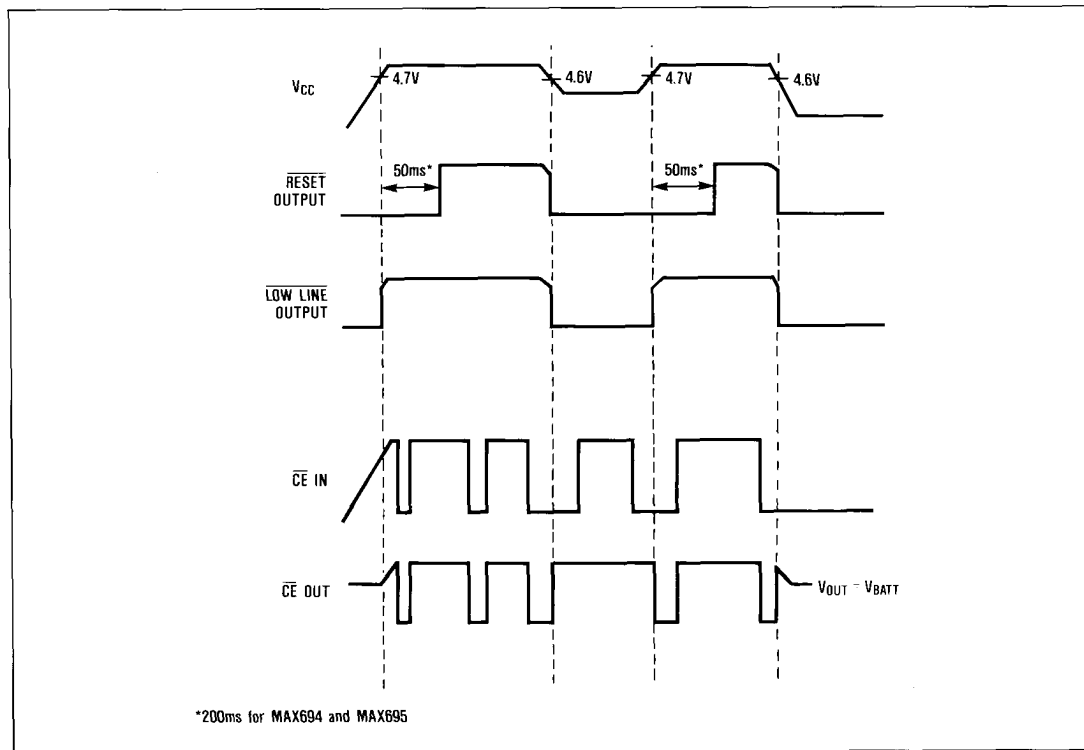 4.7V
4.6V
4.7V
4.6V
VCC
50ms*
50ms*
RESET
OUTPUT
LOW LINE
OUTPUT
CE IN
CE OUT
VOUT = VBATT
*200ms for MAX694 and MAX695